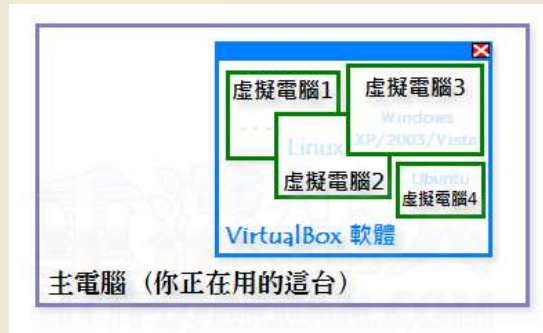 虛擬電腦1
虛擬電腦3
Windows
XP/2003/Vista
...
Linux
虛擬電腦2
Ubuntu
虛擬電腦4
VirtualBox 軟體
主電腦（你正在用的這台）